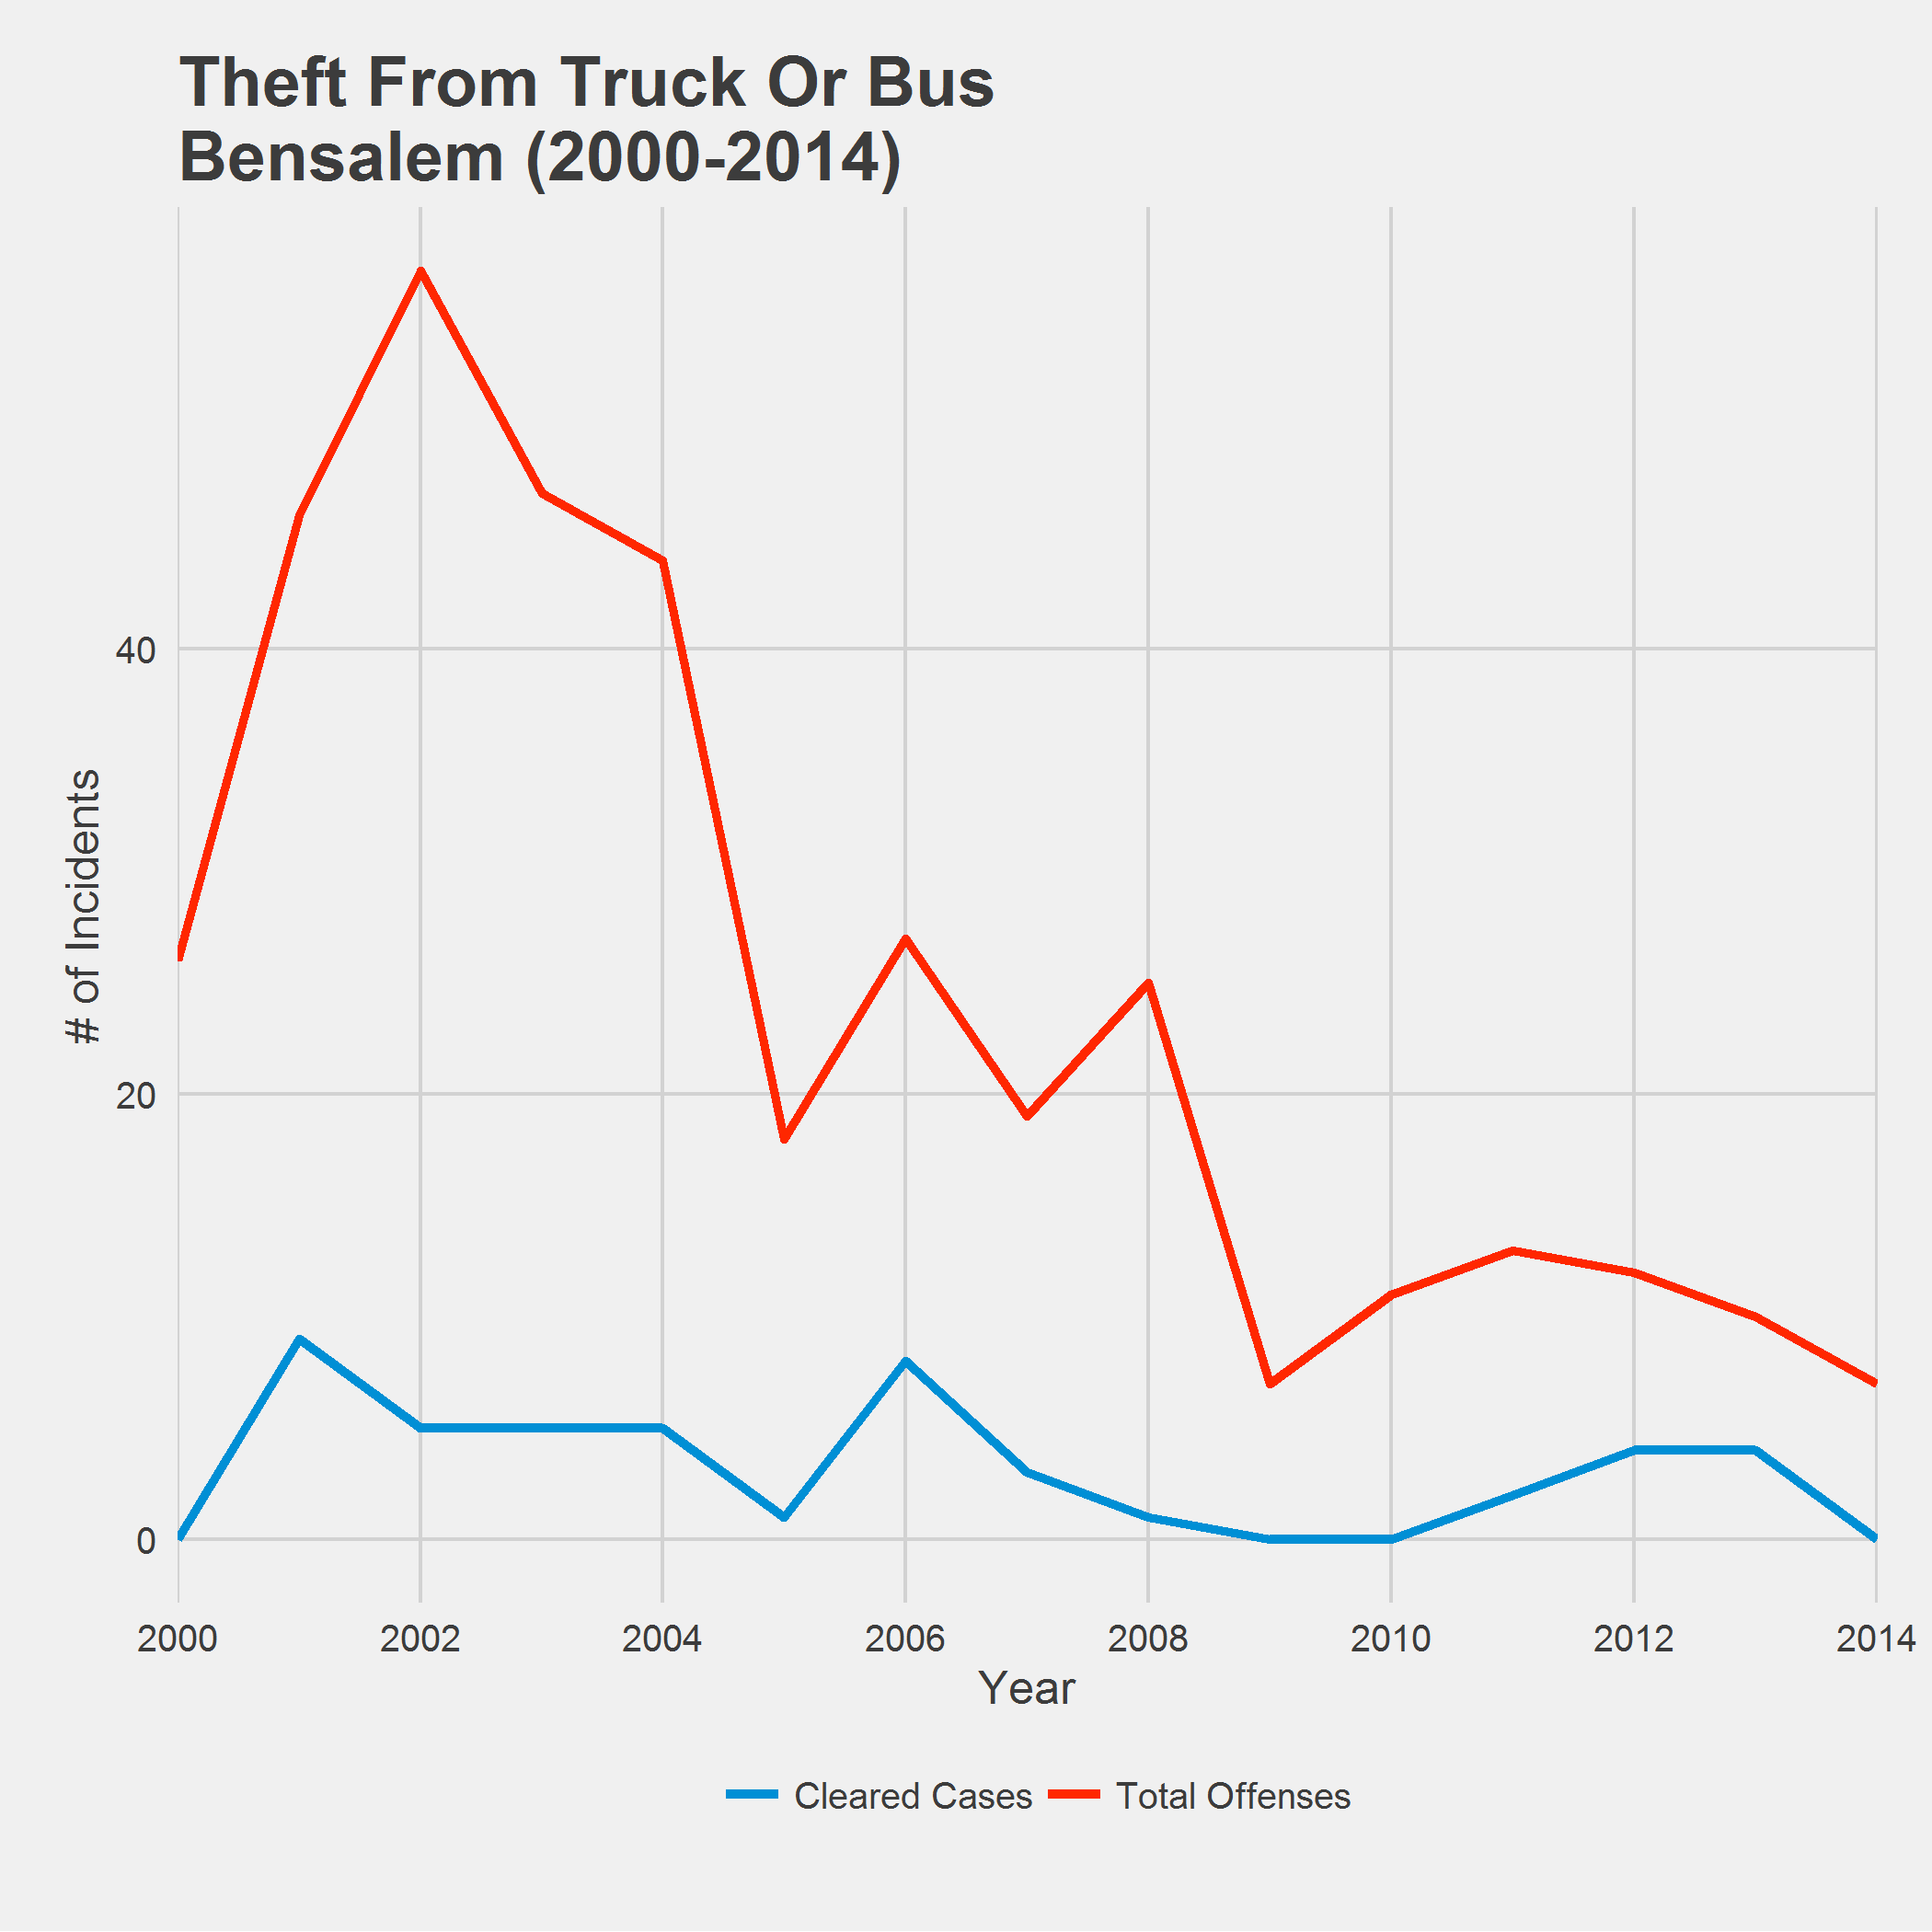 Theft From Truck Or Bus
Bensalem (2000-2014)
# of Incidents
40
20
0
2000 2002 2004 2006 2008 2010 2012 2014
Year
Cleared Cases Total Offenses